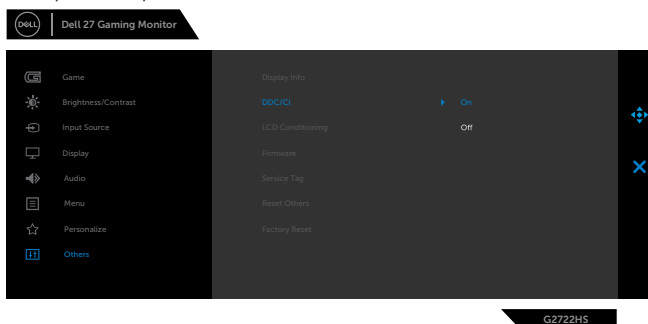 DELL
Dell 27 Gaming Monitor
Game
Display Info
Brightness/Contrast
DDC/CI
On
Input Source
LCD Conditioning
Off
Display
Firmware
Audio
Service Tag
Menu
Reset Others
Personalize
Factory Reset
Others
G2722HS